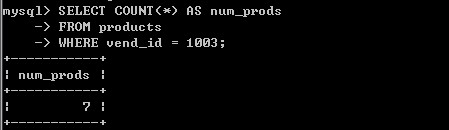 mysql> SELECT COUNT(*) AS num_prods
    -> FROM products
    -> WHERE vend_id = 1003;
+-----------+
| num_prods |
+-----------+
|         7 |
+-----------+